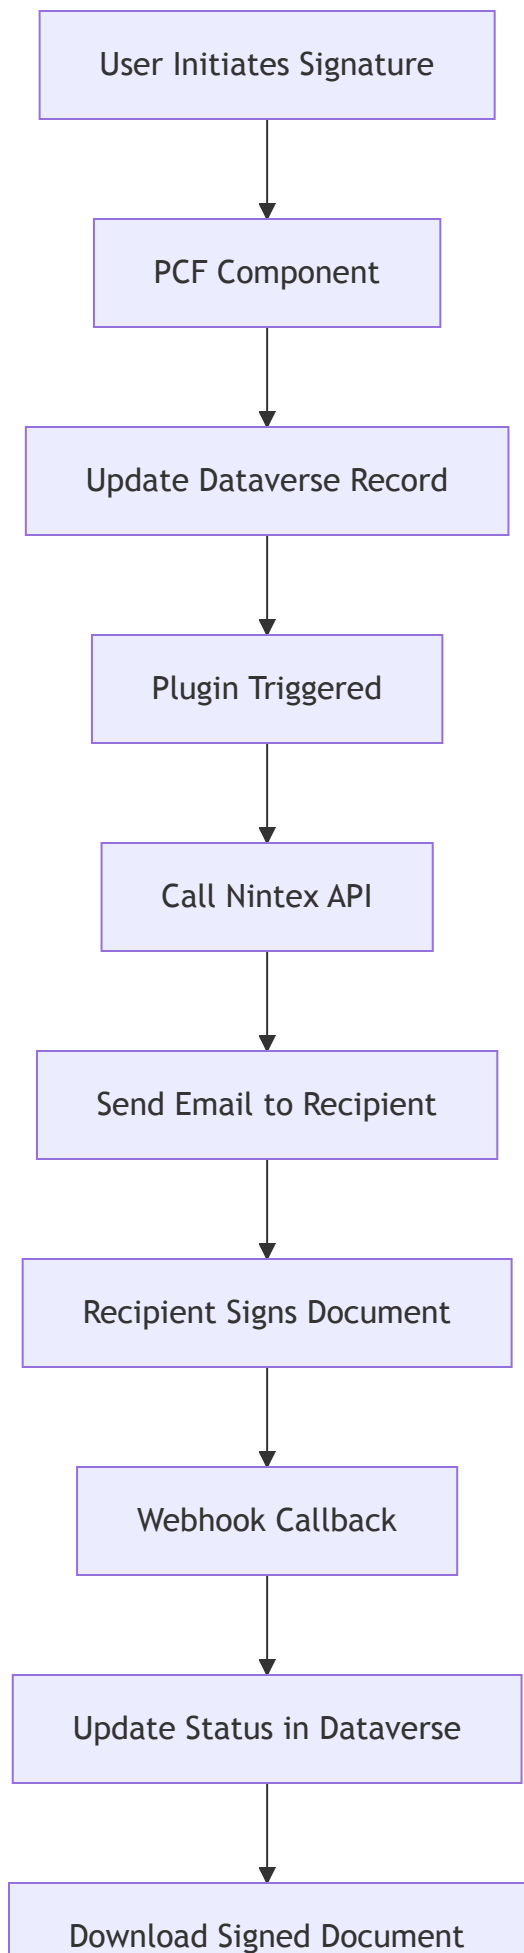 User Initiates Signature
PCF Component
Update Dataverse Record
Plugin Triggered
Call Nintex API
Send Email to Recipient
Recipient Signs Document
Webhook Callback
Update Status in Dataverse
Download Signed Document